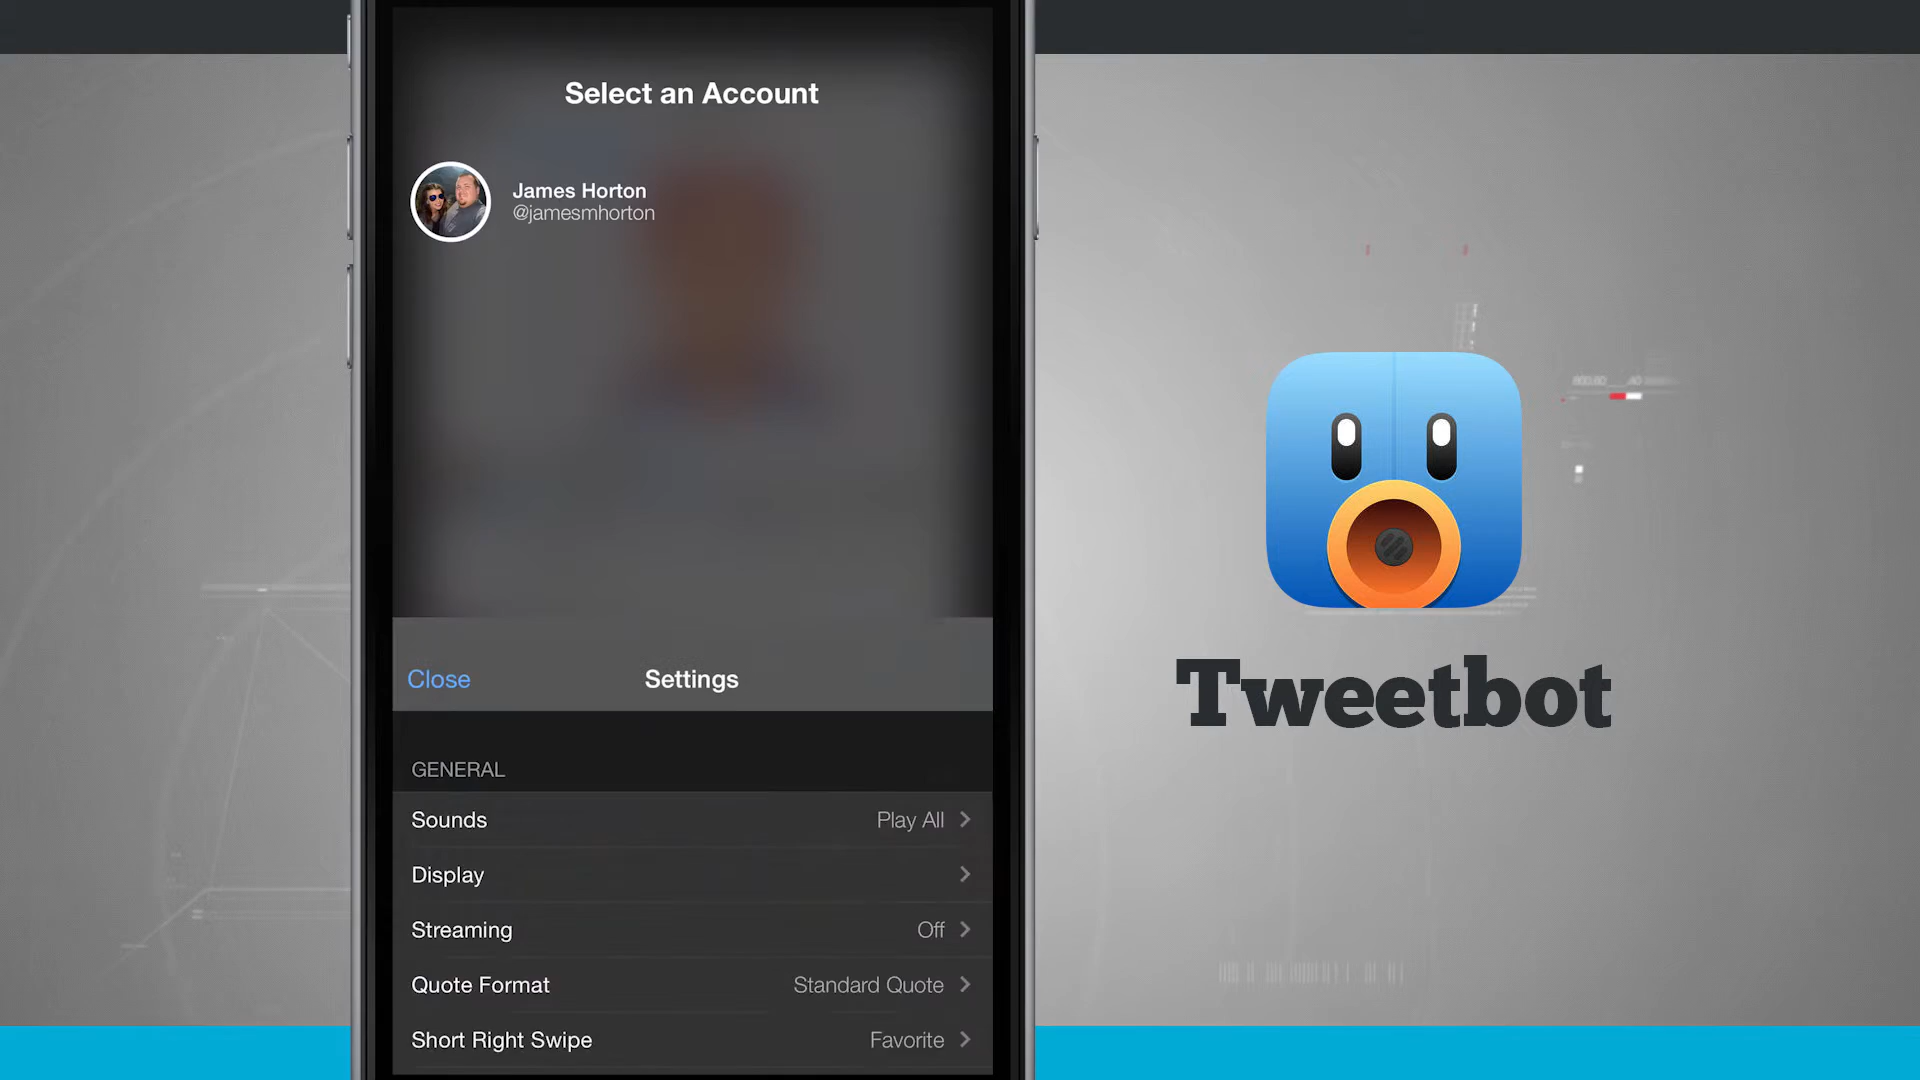 Select an Account
James Horton
@jamesmhorton
Close
Settings
GENERAL
Sounds
Play All
Display
Streaming
Off
Quote Format
Standard Quote
Short Right Swipe
Favorite
Tweetbot